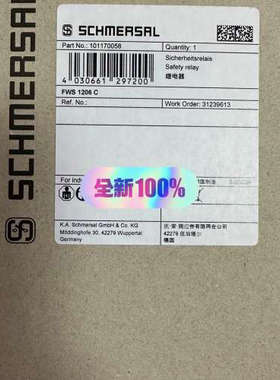 SCHMERSAL
SCHMERSAL
Part No.: 101170058
Quantity: 1
Sicherheitsrelais
Safety relay
继电器
4 030661 297200
FWS 1206 C
Ref. No.:
Work Order: 31239613
全新100%
For indu
K.A. Schmersal GmbH & Co. KG
Möddinghofe 30, 42279 Wuppertal
Germany
德国